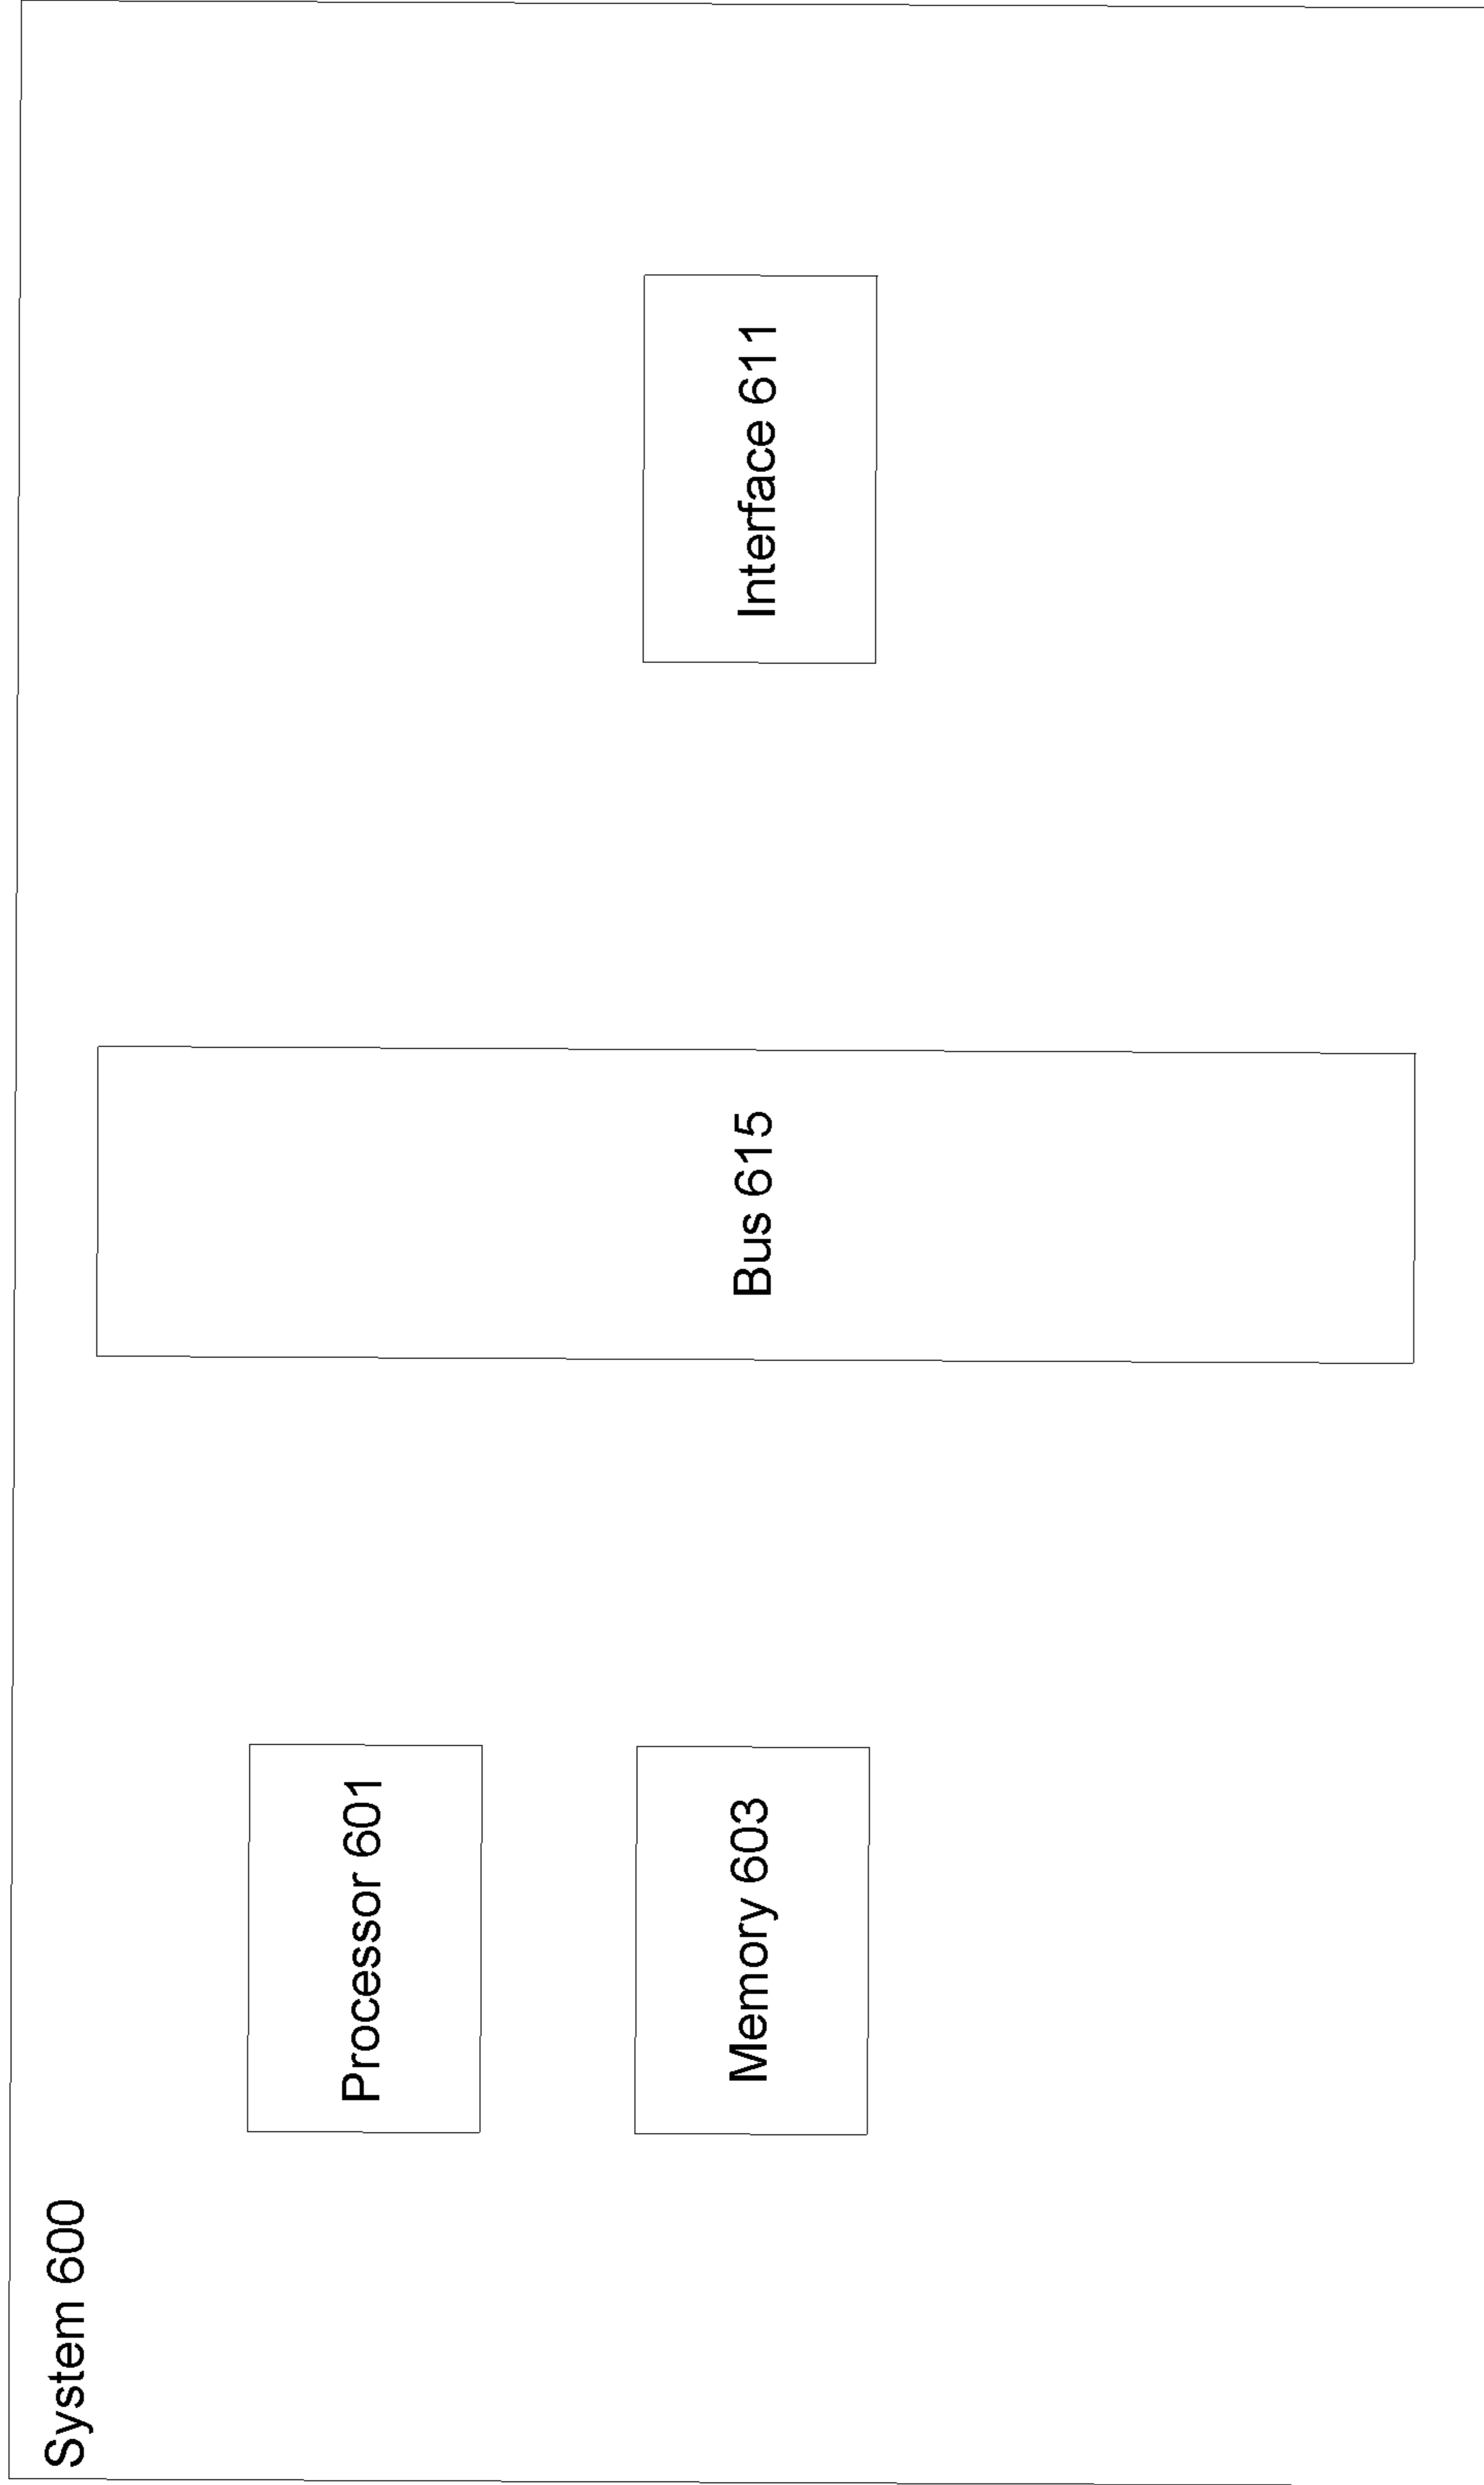 System 600
Processor 601
Memory 603
Bus 615
Interface 611